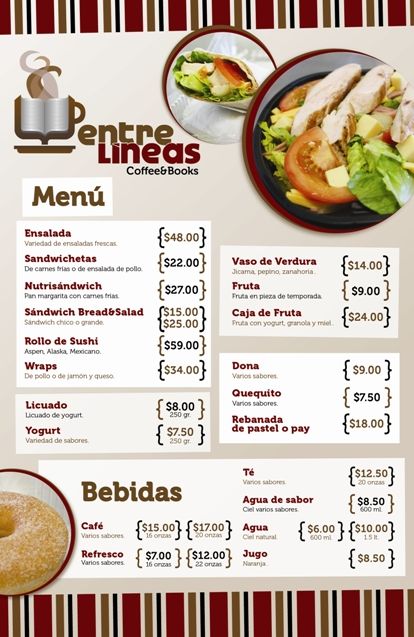 entre
Líneas
Coffee&Books
Menú
Ensalada {$48.00}
Variedad de ensaladas frescas.
Sandwichetas {$22.00}
De carnes frías o de ensalada de pollo.
Nutrisándwich {$27.00}
Pan margarita con carnes frías.
Sándwich Bread&Salad {$15.00
Sándwich chico o grande. $25.00}
Rollo de Sushi {$59.00}
Aspen, Alaska, Mexicano.
Wraps {$34.00}
De pollo o de jamón y queso.
Vaso de Verdura {$14.00}
Jicama, pepino, zanahoria.
Fruta {$9.00}
Fruta en pieza de temporada.
Caja de Fruta {$24.00}
Fruta con yogurt, granola y miel.
Licuado {$8.00
Licuado de yogurt. 250 gr.}
Yogurt {$7.50
Variedad de sabores. 250 gr.}
Dona {$9.00}
Varios sabores.
Quequito {$7.50}
Varios sabores.
Rebanada {$18.00}
de pastel o pay
Bebidas
Café {$15.00} {$17.00}
Varios sabores. 16 onzas 20 onzas
Refresco {$7.00} {$12.00}
Varios sabores. 16 onzas 22 onzas
Té {$12.50}
Varios sabores. 20 onzas
Agua de sabor {$8.50}
Ciel varios sabores. 600 ml.
Agua {$6.00} {$10.00}
Ciel natural. 600 ml. 1.5 lt.
Jugo {$8.50}
Naranja.